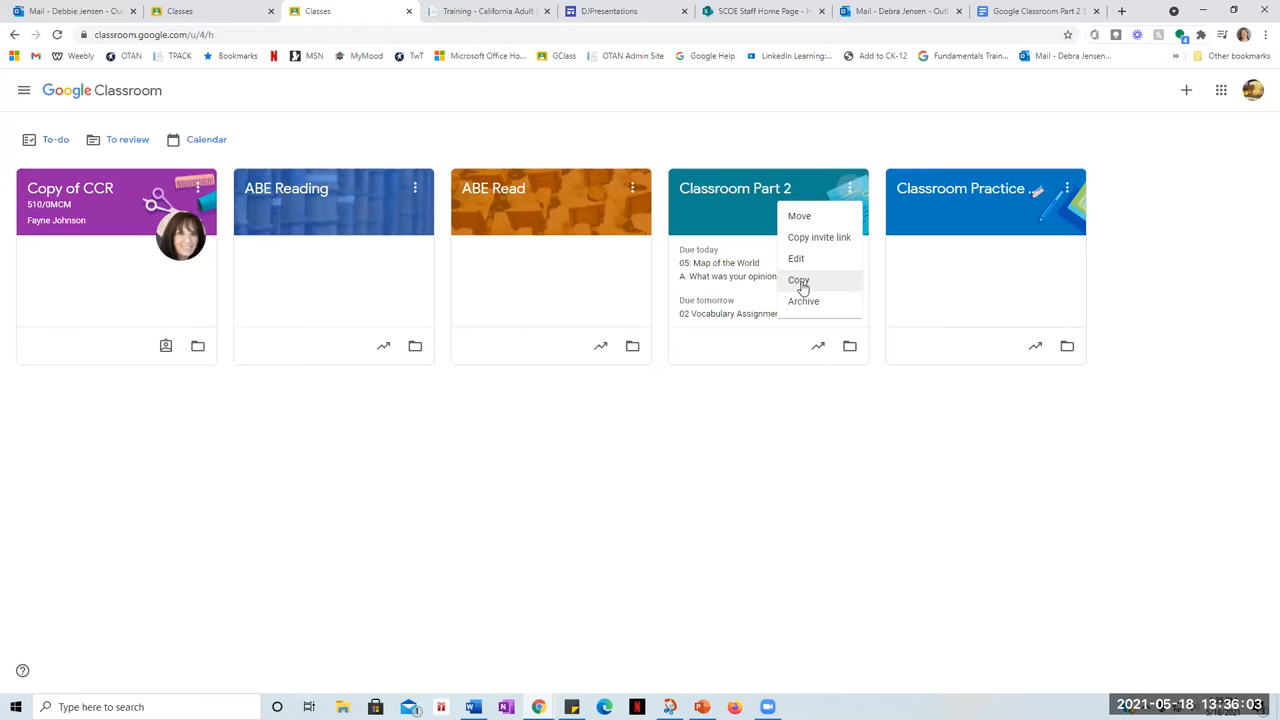 Mail - Debbie Jensen - Ou
Classes
Classes
Training - California Adult
DJPresentations
SCOE Staff Home Page - H
Mail - Debra Jensen - Out
Google Classroom Part 2
classroom.google.com/u/4/h
Weebly
OTAN
TPACK
Bookmarks
MSN
MyMood
TwT
Microsoft Office Ho...
GClass
OTAN Admin Site
Google Help
LinkedIn Learning:...
Add to CK-12
Fundamentals Train...
Mail - Debra Jensen...
»
Other bookmarks
Google Classroom
To-do
To review
Calendar
Copy of CCR
510/0MCM
Fayne Johnson
ABE Reading
ABE Read
Classroom Part 2
Due today
05: Map of the World
A. What was your opinion
Due tomorrow
02 Vocabulary Assignmen
Move
Copy invite link
Edit
Copy
Archive
Classroom Practice ...
Type here to search
2021-05-18 13:36:03